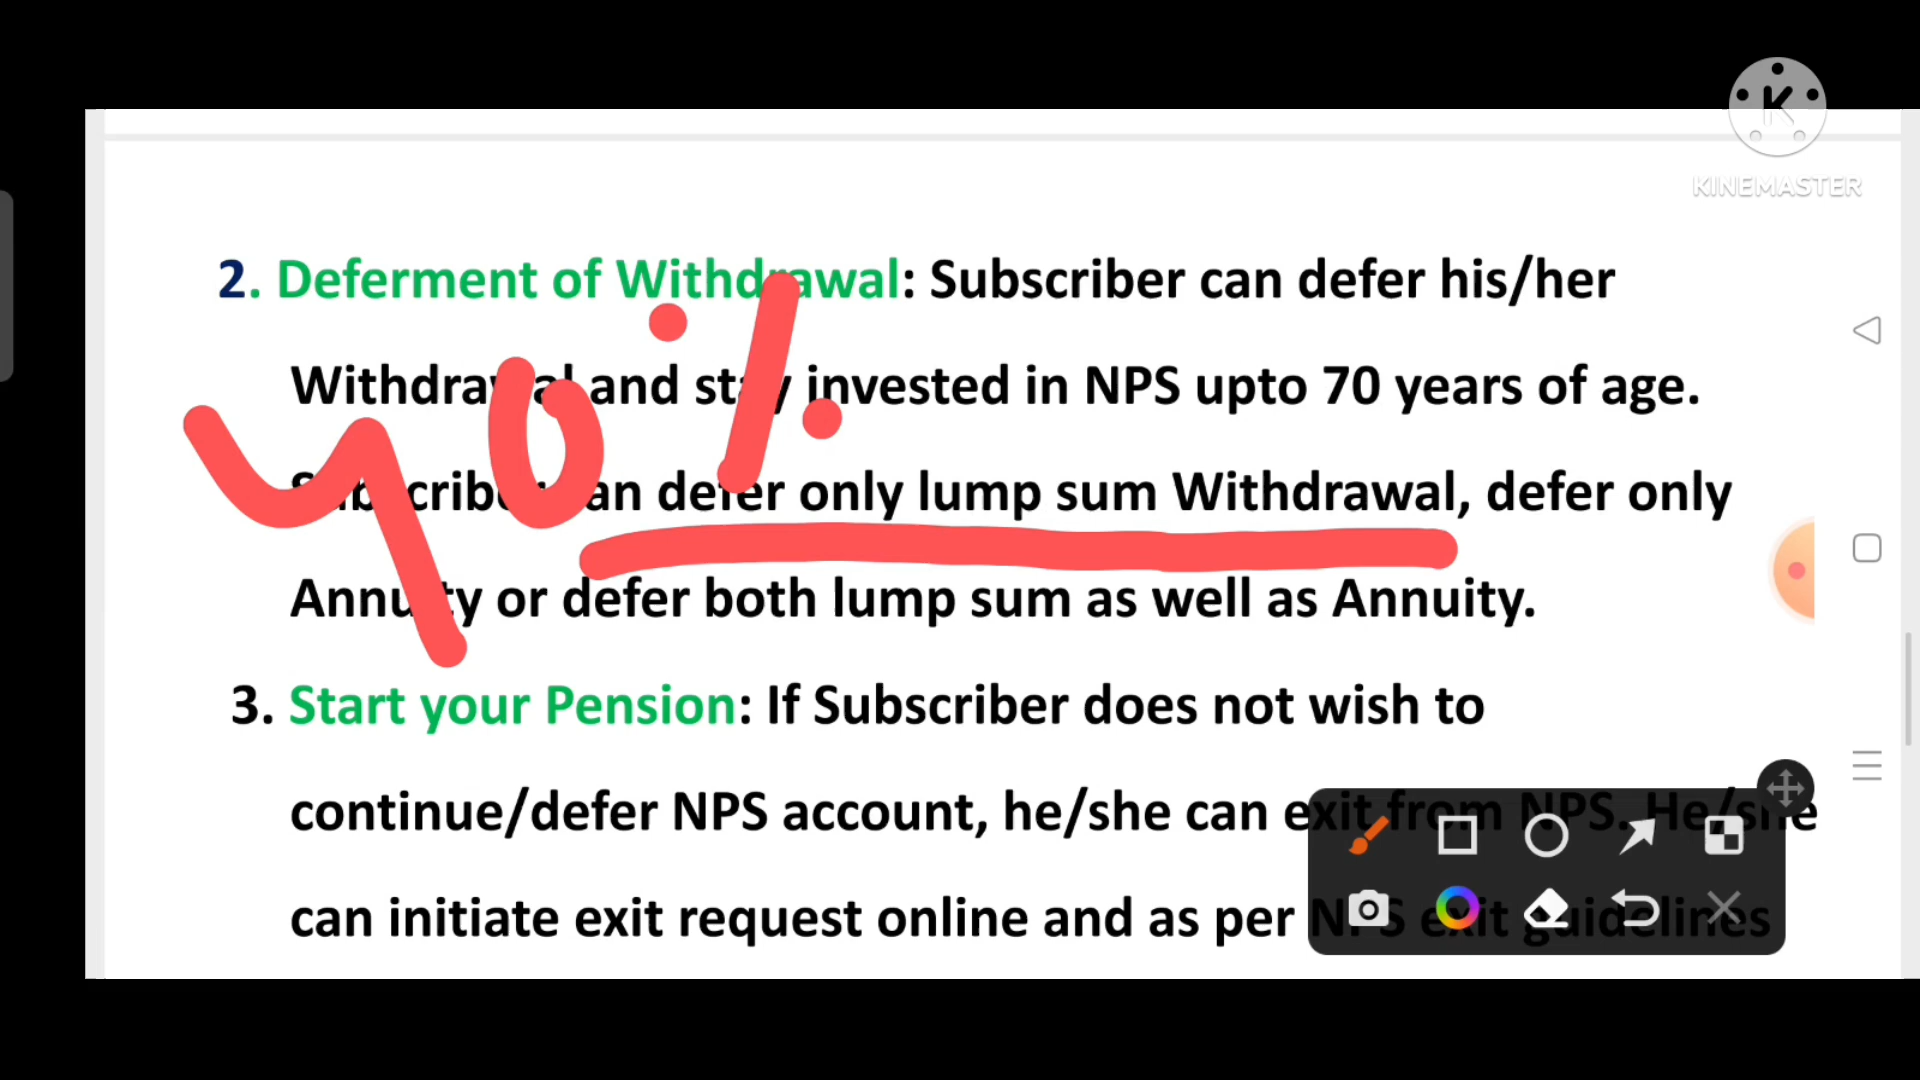 KINEMASTER
2. Deferment of Withdrawal: Subscriber can defer his/her
Withdrawal and stay invested in NPS upto 70 years of age.
Subscriber can defer only lump sum Withdrawal, defer only
Annuity or defer both lump sum as well as Annuity.
40%
3. Start your Pension: If Subscriber does not wish to
continue/defer NPS account, he/she can exit from NPS. He/she
can initiate exit request online and as per NPS exit guidelines